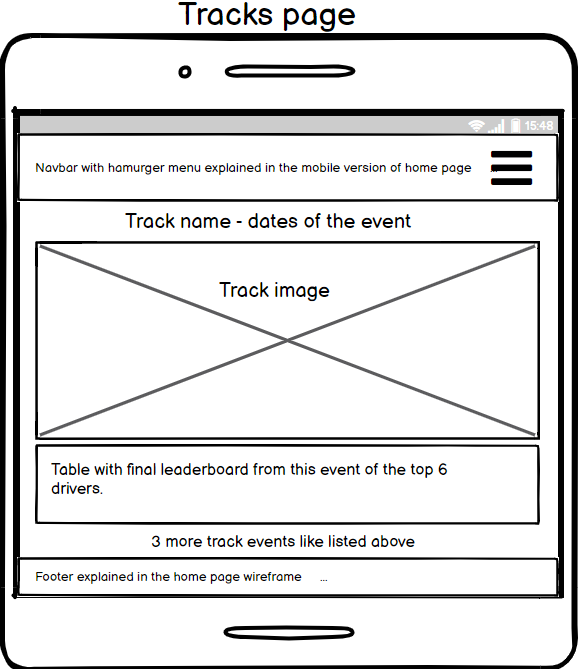 Tracks page
15:48
Navbar with hamurger menu explained in the mobile version of home page ...
Track name - dates of the event
Track image
Table with final leaderboard from this event of the top 6
drivers.
3 more track events like listed above
Footer explained in the home page wireframe ...